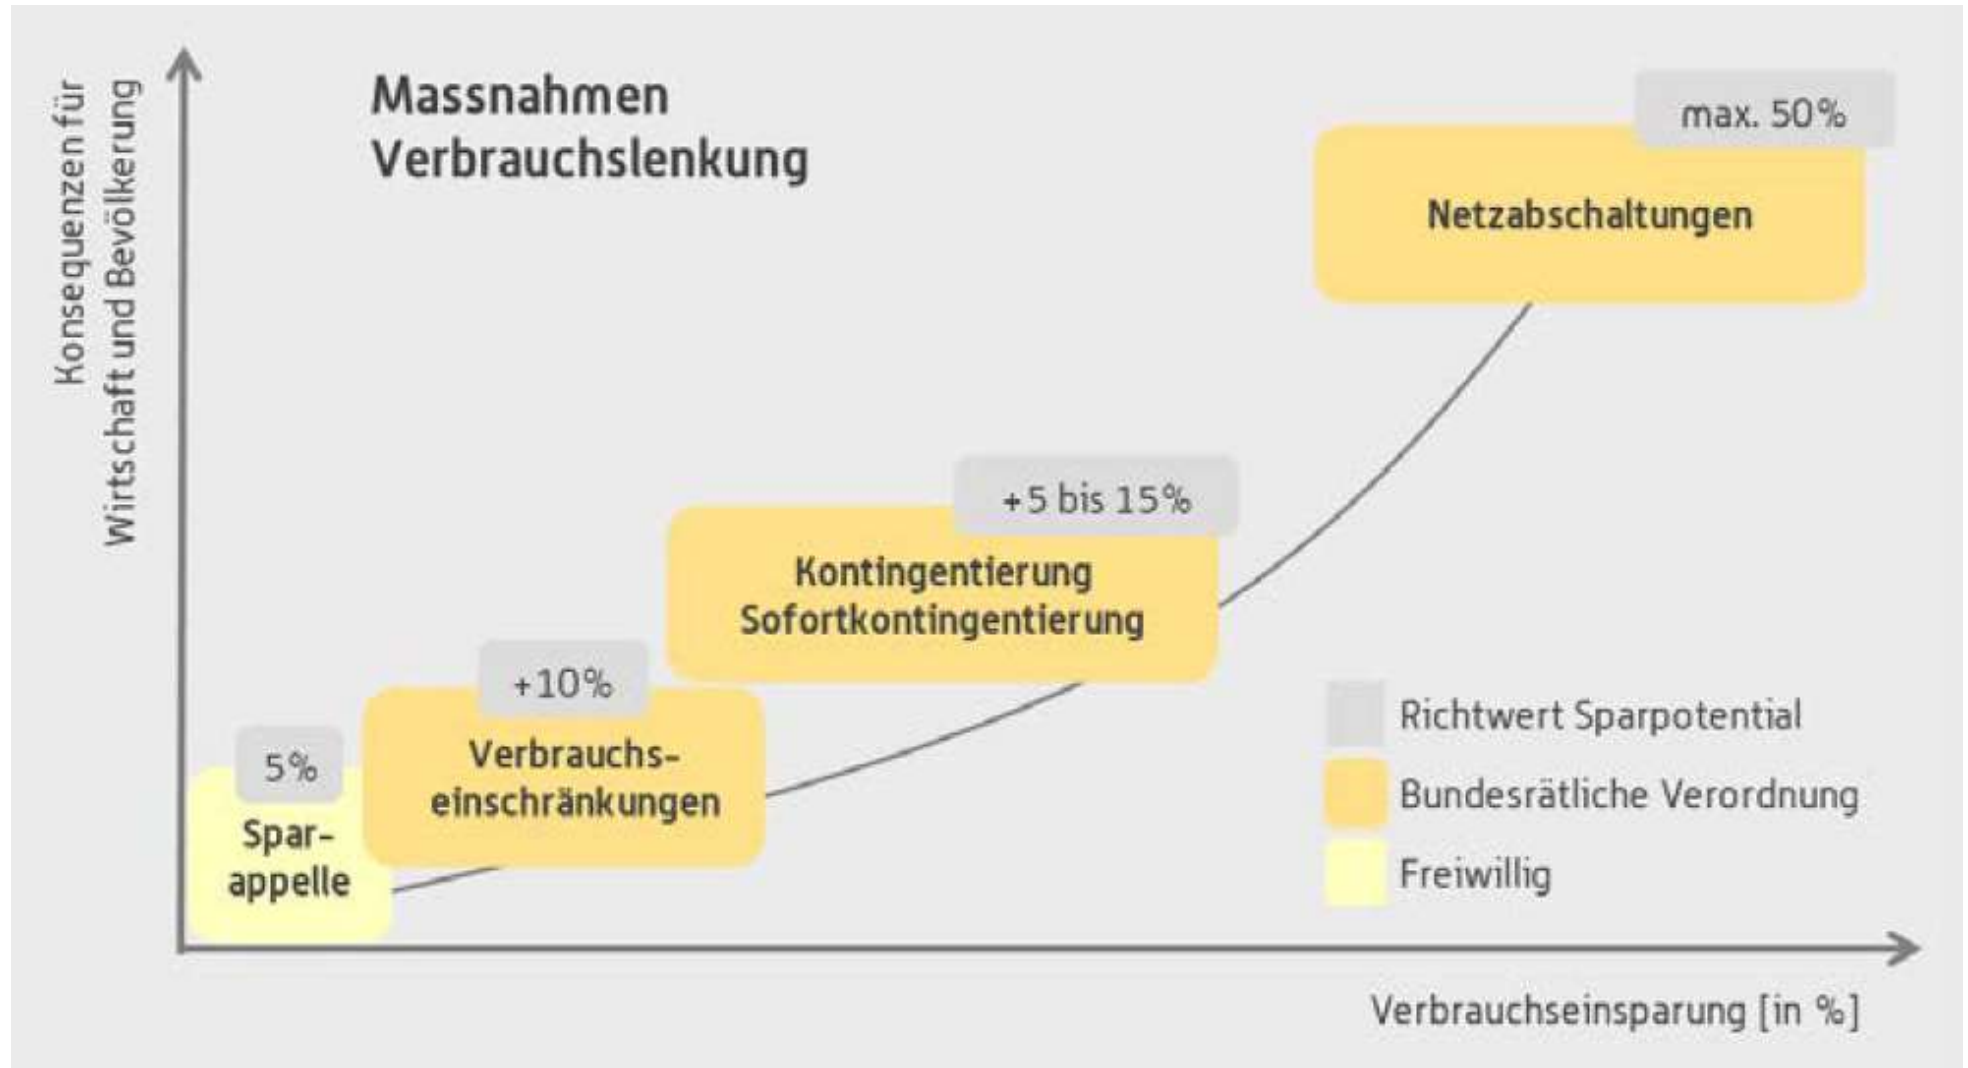 Konsequenzen für
Wirtschaft und Bevölkerung
Massnahmen
Verbrauchslenkung
max. 50%
Netzabschaltungen
+5 bis 15%
Kontingentierung
Sofortkontingentierung
+10%
Verbrauchs-
einschränkungen
5%
Spar-
appelle
Richtwert Sparpotential
Bundesrätliche Verordnung
Freiwillig
Verbrauchseinsparung [in %]